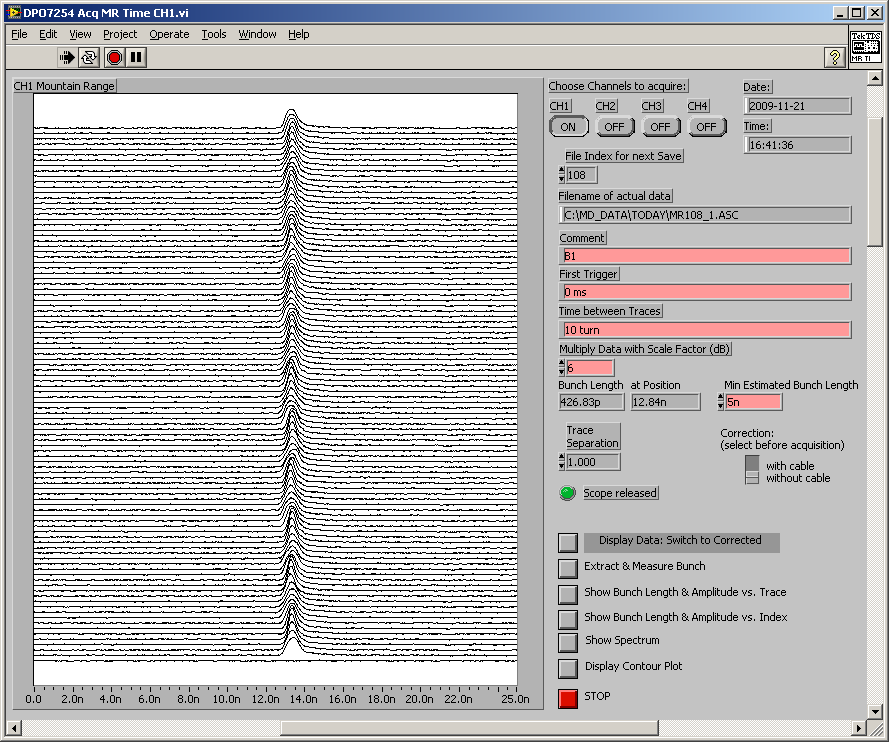 DPO7254 Acq MR Time CH1.vi
File Edit View Project Operate Tools Window Help
?
Tek TDS
MR TI
CH1 Mountain Range
0.0 2.0n 4.0n 6.0n 8.0n 10.0n 12.0n 14.0n 16.0n 18.0n 20.0n 22.0n 25.0n
Choose Channels to acquire:
CH1 CH2 CH3 CH4
ON OFF OFF OFF
Date:
2009-11-21
Time:
16:41:36
File Index for next Save
108
Filename of actual data
C:\MD_DATA\TODAY\MR108_1.ASC
Comment
B1
First Trigger
0 ms
Time between Traces
10 turn
Multiply Data with Scale Factor (dB)
6
Bunch Length at Position Min Estimated Bunch Length
426.83p 12.84n 5n
Trace
Separation
1.000
Correction:
(select before acquisition)
with cable
without cable
Scope released
Display Data: Switch to Corrected
Extract & Measure Bunch
Show Bunch Length & Amplitude vs. Trace
Show Bunch Length & Amplitude vs. Index
Show Spectrum
Display Contour Plot
STOP